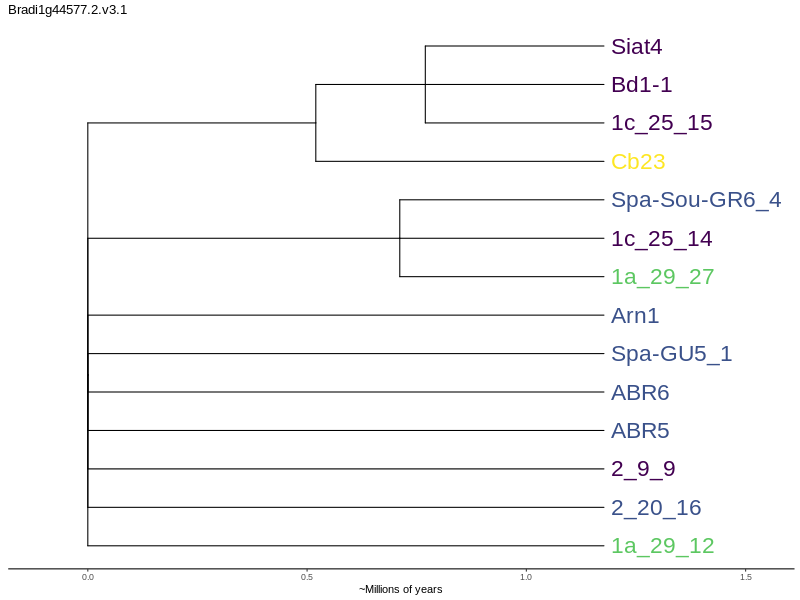 Bradi1g44577.2.v3.1
Siat4
Bd1-1
1c_25_15
Cb23
Spa-Sou-GR6_4
1c_25_14
1a_29_27
Arn1
Spa-GU5_1
ABR6
ABR5
2_9_9
2_20_16
1a_29_12
0.0 0.5 1.0 1.5
~Millions of years